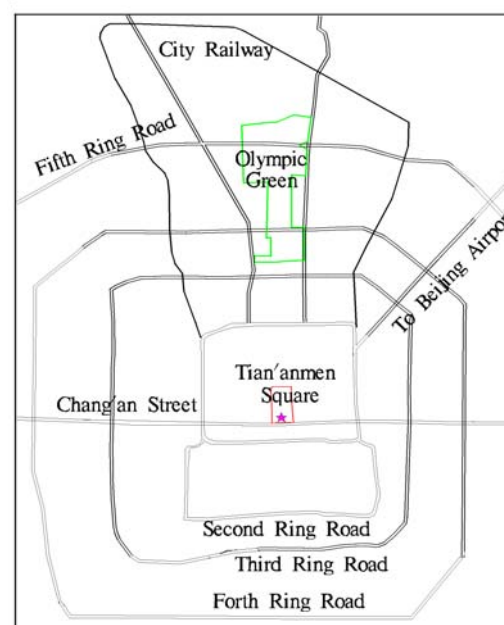 City Railway
Fifth Ring Road
Olympic
Green
To Beijing Airport
Tian'anmen
Square
Chang'an Street
Second Ring Road
Third Ring Road
Forth Ring Road